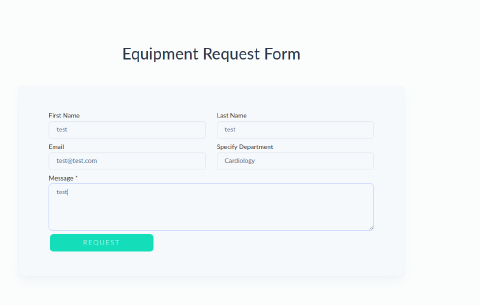 Equipment Request Form
First Name
Last Name
test
test
Email
Specify Department
test@test.com
Cardiology
Message *
test
REQUEST